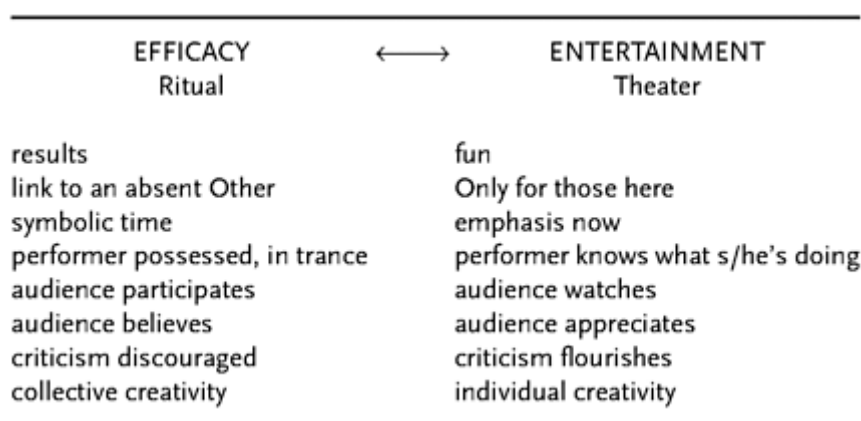 EFFICACY ⟷ ENTERTAINMENT
Ritual Theater
results fun
link to an absent Other Only for those here
symbolic time emphasis now
performer possessed, in trance performer knows what s/he's doing
audience participates audience watches
audience believes audience appreciates
criticism discouraged criticism flourishes
collective creativity individual creativity